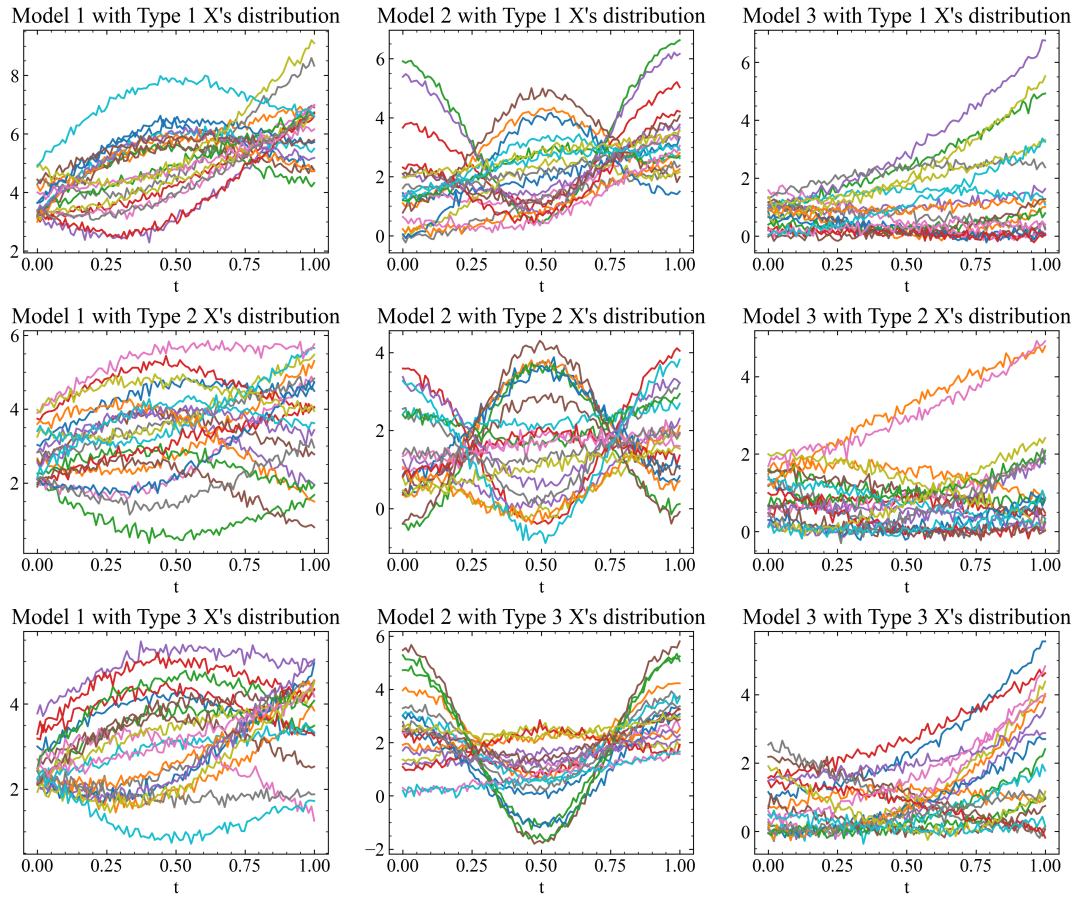 Model 1 with Type 1 X's distribution
Model 2 with Type 1 X's distribution
Model 3 with Type 1 X's distribution
8
6
4
2
0.00 0.25 0.50 0.75 1.00
t
6
4
2
0
0.00 0.25 0.50 0.75 1.00
t
6
4
2
0
0.00 0.25 0.50 0.75 1.00
t
Model 1 with Type 2 X's distribution
Model 2 with Type 2 X's distribution
Model 3 with Type 2 X's distribution
6
4
2
0.00 0.25 0.50 0.75 1.00
t
4
2
0
0.00 0.25 0.50 0.75 1.00
t
4
2
0
0.00 0.25 0.50 0.75 1.00
t
Model 1 with Type 3 X's distribution
Model 2 with Type 3 X's distribution
Model 3 with Type 3 X's distribution
4
2
0.00 0.25 0.50 0.75 1.00
t
6
4
2
0
−2
0.00 0.25 0.50 0.75 1.00
t
4
2
0
0.00 0.25 0.50 0.75 1.00
t